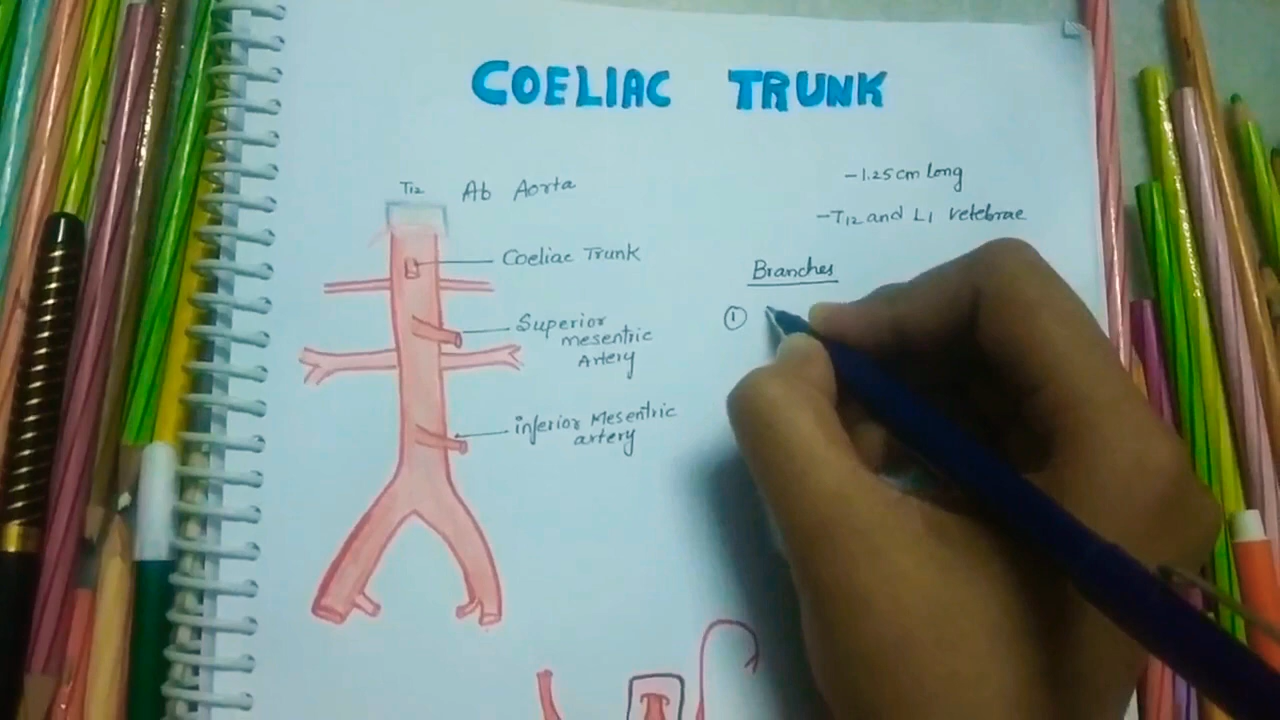 COELIAC TRUNK
T12 Ab Aorta
-1.25 cm long
-T12 and L1 vetebrae
Coeliac Trunk
Branches
①
Superior
mesentric
Artery
inferior Mesentric
artery